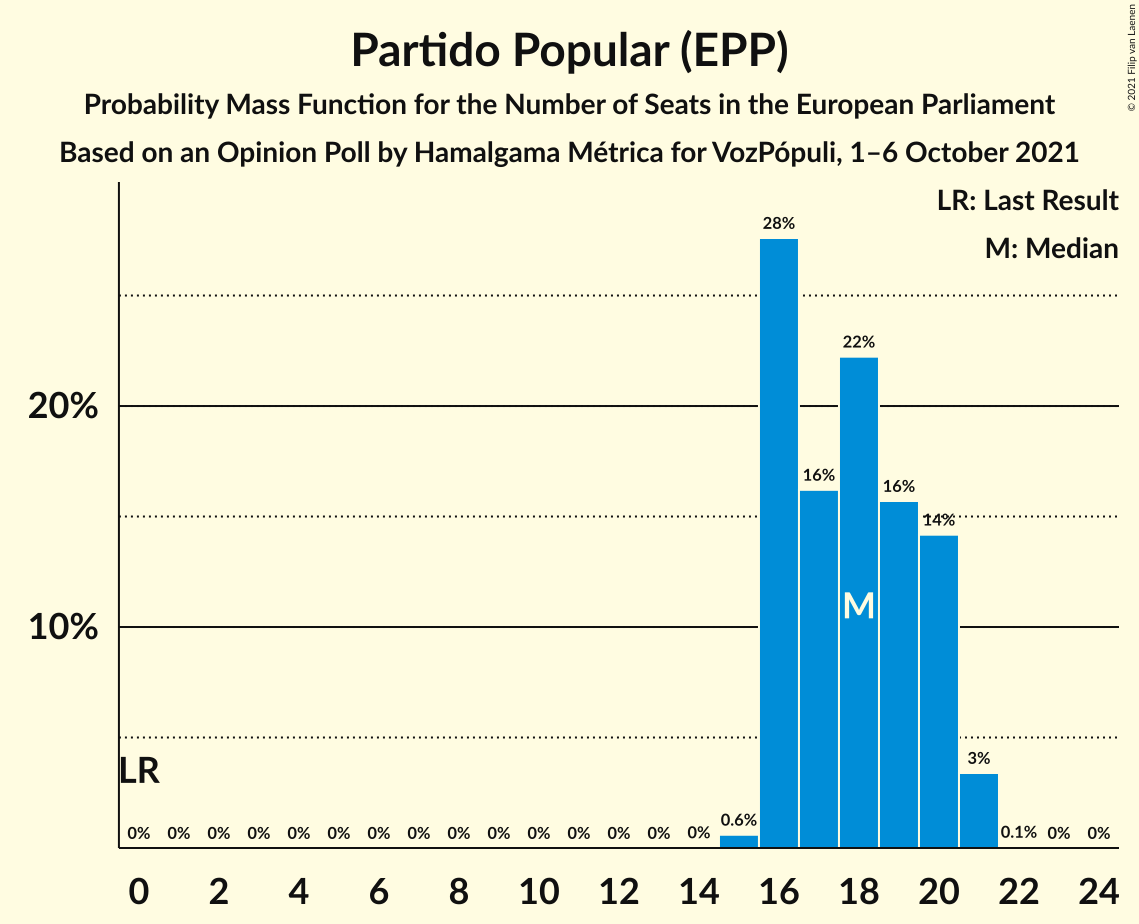 Partido Popular (EPP)
Probability Mass Function for the Number of Seats in the European Parliament
Based on an Opinion Poll by Hamalgama Métrica for VozPópuli, 1–6 October 2021
© 2021 Filip van Laenen
LR: Last Result
M: Median
28%
22%
20%
16%
16%
14%
M
10%
LR
3%
0% 0% 0% 0% 0% 0% 0% 0% 0% 0% 0% 0% 0% 0% 0% 0.6% 0.1% 0% 0%
0 2 4 6 8 10 12 14 16 18 20 22 24